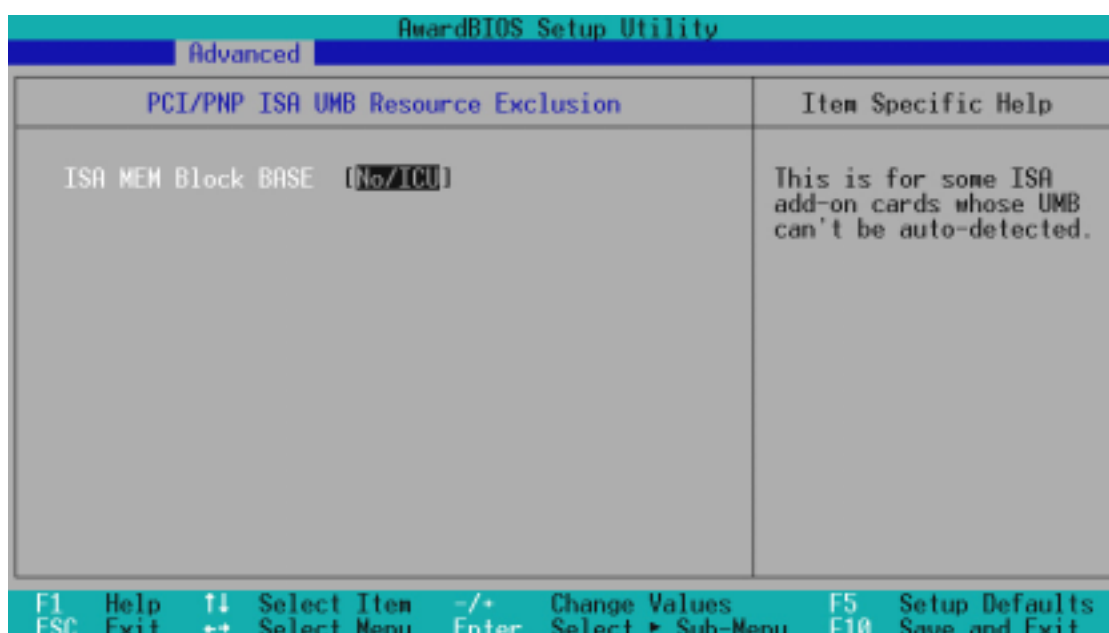 AwardBIOS Setup Utility
Advanced
PCI/PNP ISA UMB Resource Exclusion
Item Specific Help
ISA MEM Block BASE [No/ICU]
This is for some ISA
add-on cards whose UMB
can't be auto-detected.
F1 Help ↑↓ Select Item -/+ Change Values F5 Setup Defaults
ESC Exit ←→ Select Menu Enter Select ► Sub-Menu F10 Save and Exit